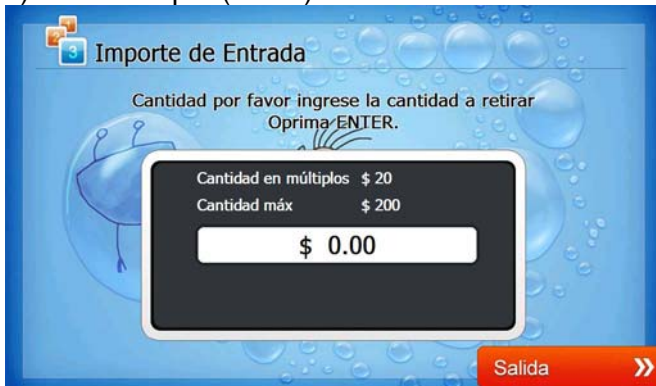 Importe de Entrada
Cantidad por favor ingrese la cantidad a retirar
Oprima ENTER.
Cantidad en múltiplos $ 20
Cantidad máx $ 200
$ 0.00
Salida »